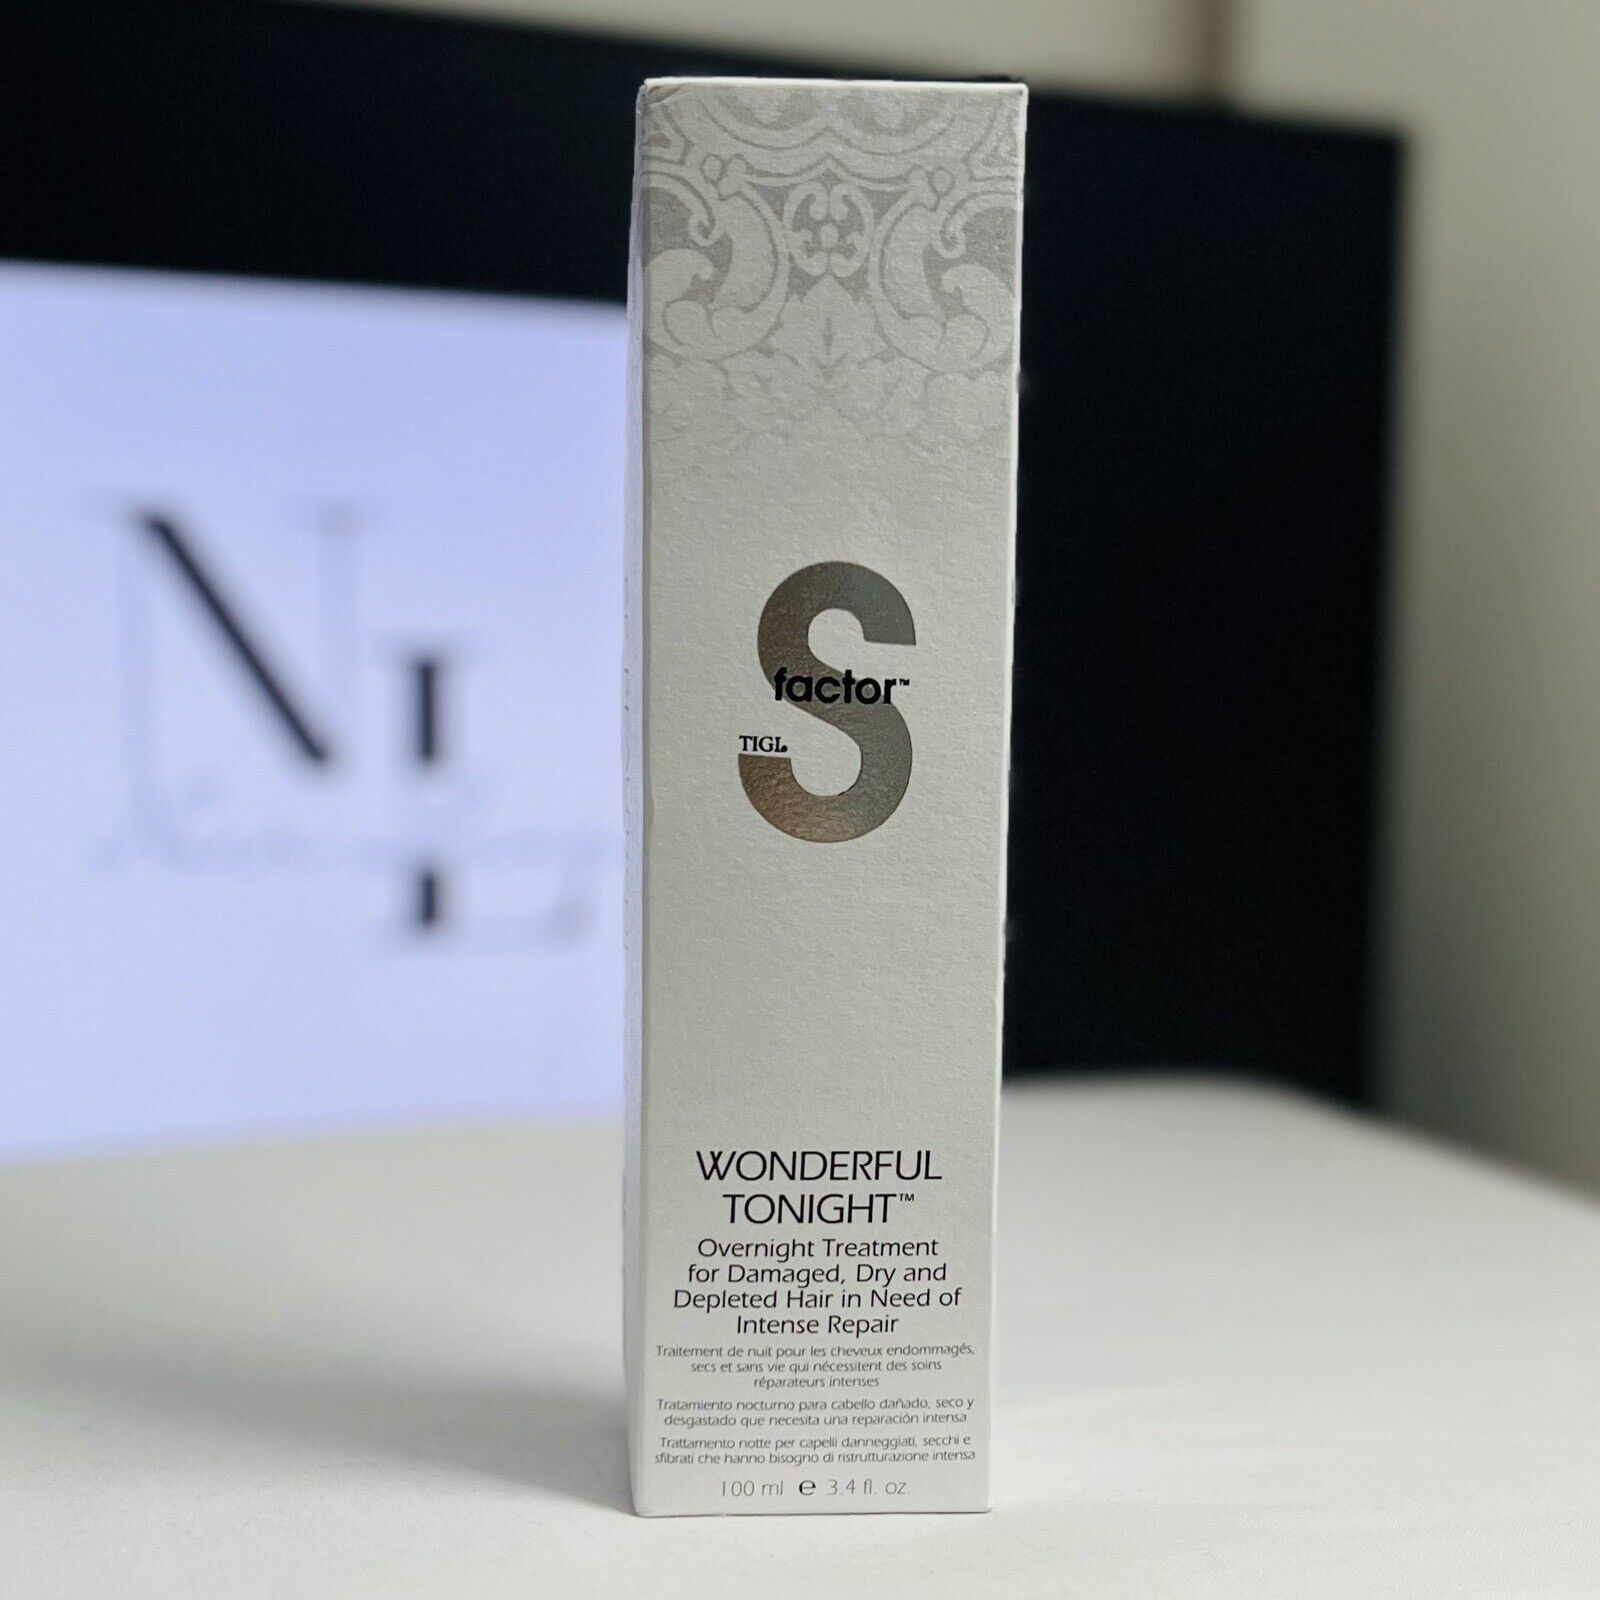 NL
S
factor™
TIGI
WONDERFUL
TONIGHT™
Overnight Treatment
for Damaged, Dry and
Depleted Hair in Need of
Intense Repair
Traitement de nuit pour les cheveux endommagés,
secs et sans vie qui nécessitent des soins
réparateurs intenses
Tratamiento nocturno para cabello dañado, seco y
desgastado que necesita una reparación intensa
Trattamento notte per capelli danneggiati, secchi e
sfibrati che hanno bisogno di ristrutturazione intensa
100 ml e 3.4 fl. oz.